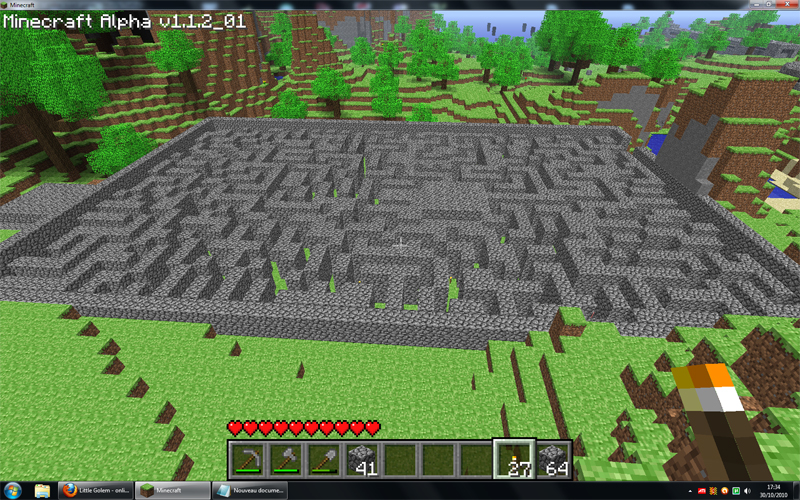 Minecraft
Minecraft Alpha v1.1.2_01
41
27
64
Little Golem - onli...
Minecraft
Nouveau docume...
17:34
30/10/2010